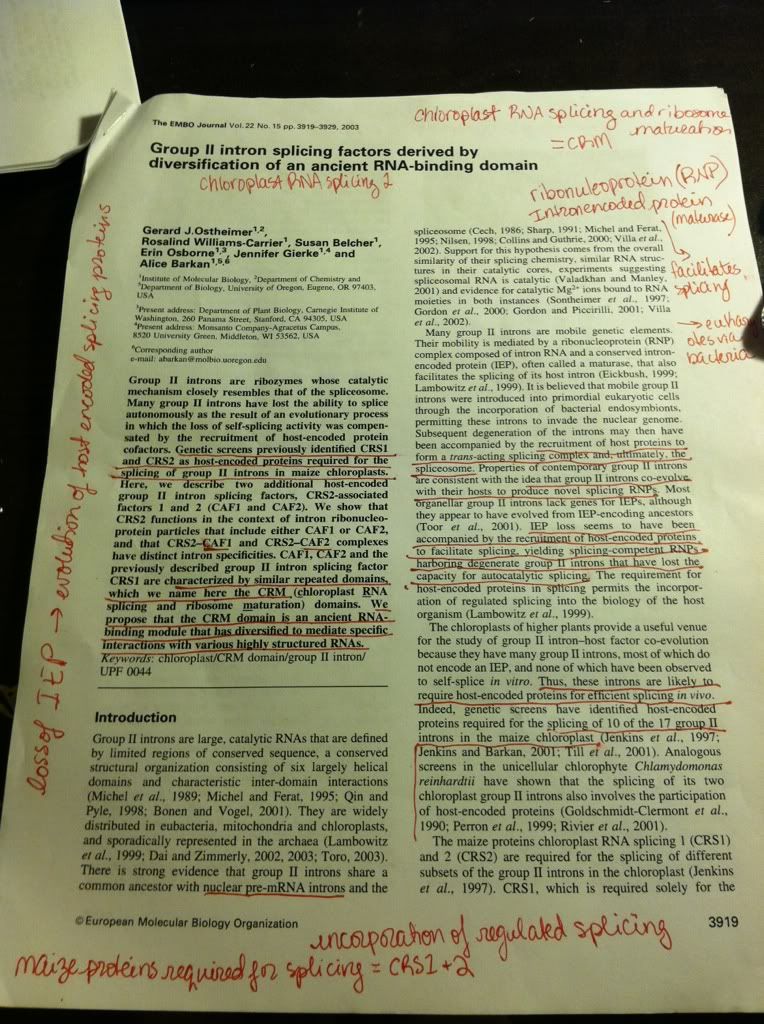 chloroplast RNA splicing and ribosome
maturation
= CRM
The EMBO Journal Vol. 22 No. 15 pp. 3919–3929, 2003
Group II intron splicing factors derived by
diversification of an ancient RNA-binding domain
chloroplast RNA splicing 2
ribonuleoprotein (RNP)
Intronencoded protein
(maturase)
facilitates
splicing
→ eukary
otes via
bacteria
loss of IEP → evolution of host encoded splicing proteins
Gerard J.Ostheimer1,2,
Rosalind Williams-Carrier1, Susan Belcher1,
Erin Osborne1,3, Jennifer Gierke1,4 and
Alice Barkan1,5,6
1Institute of Molecular Biology, 2Department of Chemistry and
5Department of Biology, University of Oregon, Eugene, OR 97403,
USA
3Present address: Department of Plant Biology, Carnegie Institute of
Washington, 260 Panama Street, Stanford, CA 94305, USA
4Present address: Monsanto Company-Agracetus Campus,
8520 University Green, Middleton, WI 53562, USA
6Corresponding author
e-mail: abarkan@molbio.uoregon.edu
Group II introns are ribozymes whose catalytic
mechanism closely resembles that of the spliceosome.
Many group II introns have lost the ability to splice
autonomously as the result of an evolutionary process
in which the loss of self-splicing activity was compen-
sated by the recruitment of host-encoded protein
cofactors. Genetic screens previously identified CRS1
and CRS2 as host-encoded proteins required for the
splicing of group II introns in maize chloroplasts.
Here, we describe two additional host-encoded
group II intron splicing factors, CRS2-associated
factors 1 and 2 (CAF1 and CAF2). We show that
CRS2 functions in the context of intron ribonucleo-
protein particles that include either CAF1 or CAF2,
and that CRS2–CAF1 and CRS2–CAF2 complexes
have distinct intron specificities. CAF1, CAF2 and the
previously described group II intron splicing factor
CRS1 are characterized by similar repeated domains,
which we name here the CRM (chloroplast RNA
splicing and ribosome maturation) domains. We
propose that the CRM domain is an ancient RNA-
binding module that has diversified to mediate specific
interactions with various highly structured RNAs.
Keywords: chloroplast/CRM domain/group II intron/
UPF 0044
Introduction
Group II introns are large, catalytic RNAs that are defined
by limited regions of conserved sequence, a conserved
structural organization consisting of six largely helical
domains and characteristic inter-domain interactions
(Michel et al., 1989; Michel and Ferat, 1995; Qin and
Pyle, 1998; Bonen and Vogel, 2001). They are widely
distributed in eubacteria, mitochondria and chloroplasts,
and sporadically represented in the archaea (Lambowitz
et al., 1999; Dai and Zimmerly, 2002, 2003; Toro, 2003).
There is strong evidence that group II introns share a
common ancestor with nuclear pre-mRNA introns and the
spliceosome (Cech, 1986; Sharp, 1991; Michel and Ferat,
1995; Nilsen, 1998; Collins and Guthrie, 2000; Villa et al.,
2002). Support for this hypothesis comes from the overall
similarity of their splicing chemistry, similar RNA struc-
tures in their catalytic cores, experiments suggesting
spliceosomal RNA is catalytic (Valadkhan and Manley,
2001) and evidence for catalytic Mg2+ ions bound to RNA
moieties in both instances (Sontheimer et al., 1997;
Gordon et al., 2000; Gordon and Piccirilli, 2001; Villa
et al., 2002).
Many group II introns are mobile genetic elements.
Their mobility is mediated by a ribonucleoprotein (RNP)
complex composed of intron RNA and a conserved intron-
encoded protein (IEP), often called a maturase, that also
facilitates the splicing of its host intron (Eickbush, 1999;
Lambowitz et al., 1999). It is believed that mobile group II
introns were introduced into primordial eukaryotic cells
through the incorporation of bacterial endosymbionts,
permitting these introns to invade the nuclear genome.
Subsequent degeneration of the introns may then have
been accompanied by the recruitment of host proteins to
form a trans-acting splicing complex and, ultimately, the
spliceosome. Properties of contemporary group II introns
are consistent with the idea that group II introns co-evolve
with their hosts to produce novel splicing RNPs. Most
organellar group II introns lack genes for IEPs, although
they appear to have evolved from IEP-encoding ancestors
(Toor et al., 2001). IEP loss seems to have been
accompanied by the recruitment of host-encoded proteins
to facilitate splicing, yielding splicing-competent RNPs
harboring degenerate group II introns that have lost the
capacity for autocatalytic splicing. The requirement for
host-encoded proteins in splicing permits the incorpor-
ation of regulated splicing into the biology of the host
organism (Lambowitz et al., 1999).
The chloroplasts of higher plants provide a useful venue
for the study of group II intron–host factor co-evolution
because they have many group II introns, most of which do
not encode an IEP, and none of which have been observed
to self-splice in vitro. Thus, these introns are likely to
require host-encoded proteins for efficient splicing in vivo.
Indeed, genetic screens have identified host-encoded
proteins required for the splicing of 10 of the 17 group II
introns in the maize chloroplast (Jenkins et al., 1997;
Jenkins and Barkan, 2001; Till et al., 2001). Analogous
screens in the unicellular chlorophyte Chlamydomonas
reinhardtii have shown that the splicing of its two
chloroplast group II introns also involves the participation
of host-encoded proteins (Goldschmidt-Clermont et al.,
1990; Perron et al., 1999; Rivier et al., 2001).
The maize proteins chloroplast RNA splicing 1 (CRS1)
and 2 (CRS2) are required for the splicing of different
subsets of the group II introns in the chloroplast (Jenkins
et al., 1997). CRS1, which is required solely for the
© European Molecular Biology Organization
3919
incorporation of regulated splicing
maize proteins required for splicing = CRS1 + 2